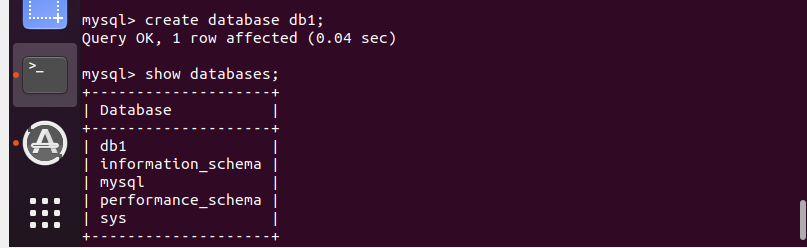 mysql> create database db1;
Query OK, 1 row affected (0.04 sec)
mysql> show databases;
+--------------------+
| Database           |
+--------------------+
| db1                |
| information_schema |
| mysql              |
| performance_schema |
| sys                |
+--------------------+
>_
A